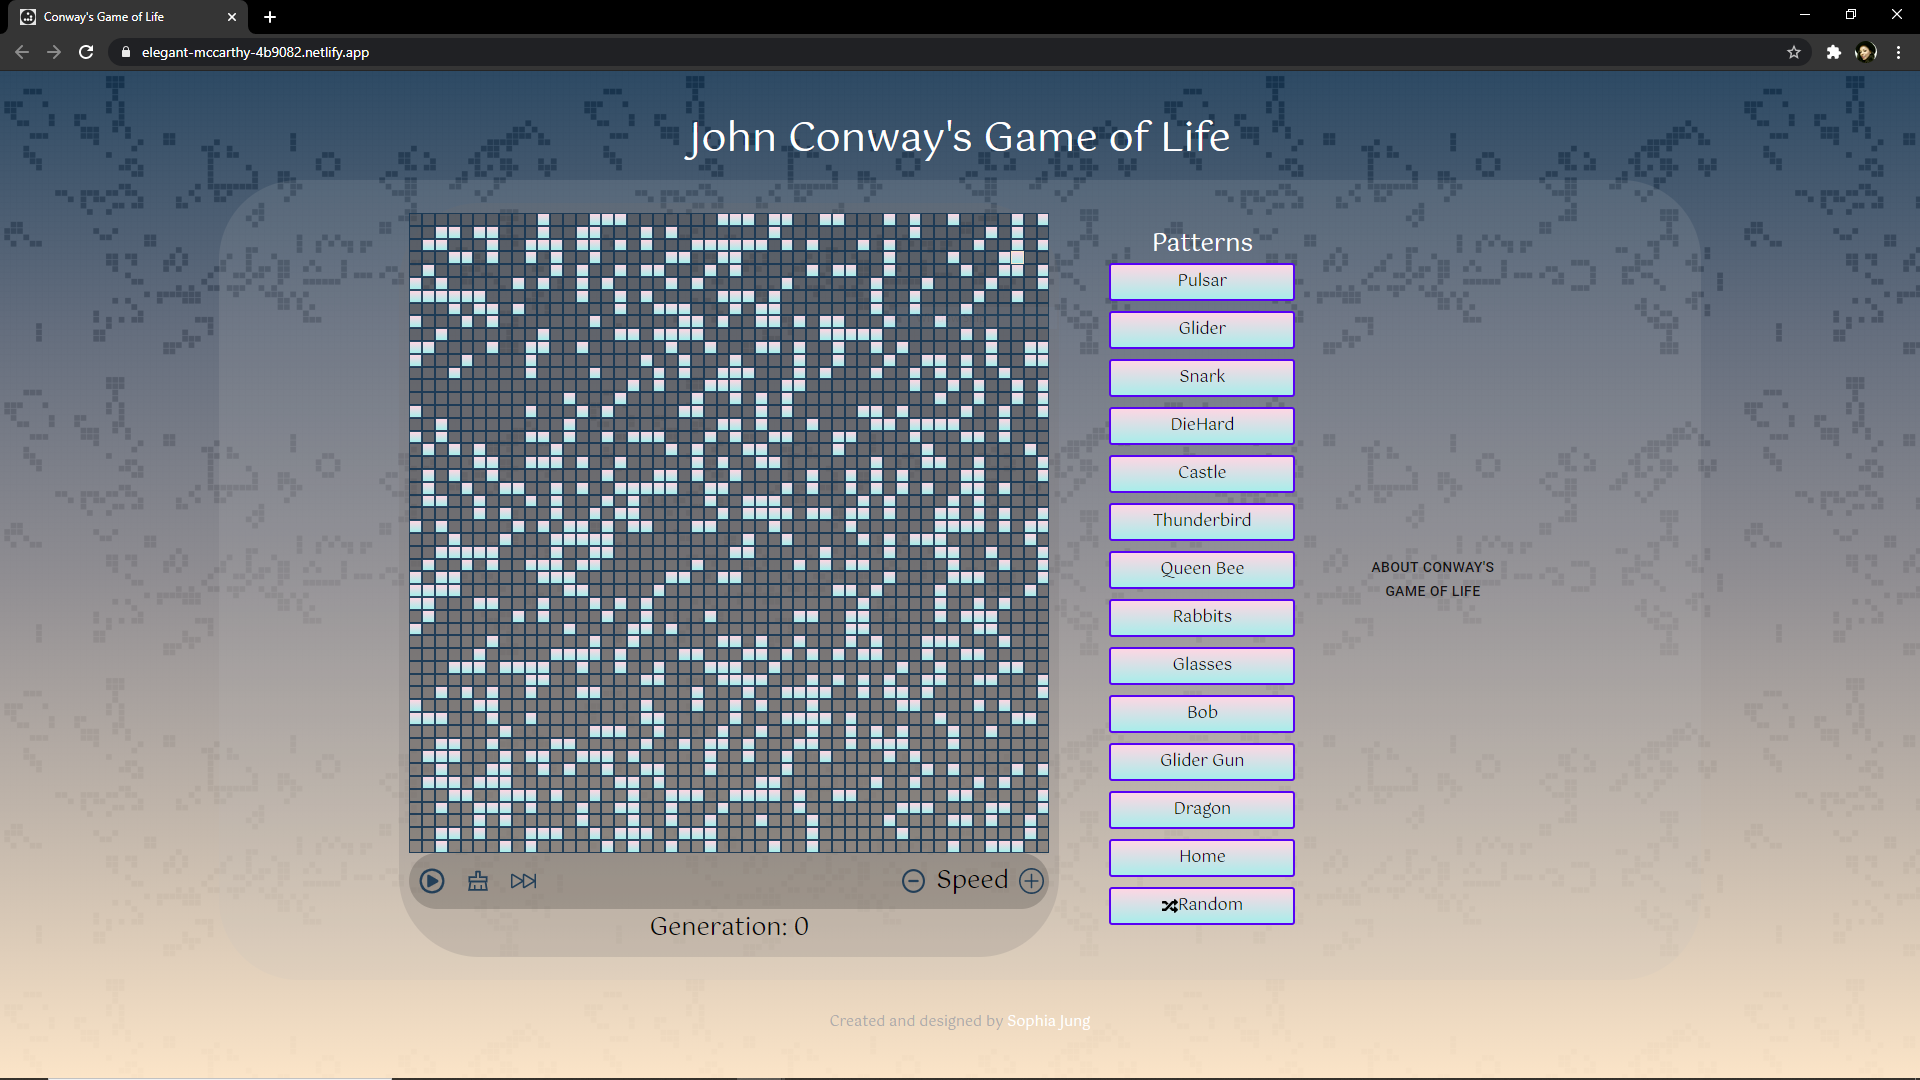 Conway's Game of Life
elegant-mccarthy-4b9082.netlify.app
John Conway's Game of Life
Patterns
Pulsar
Glider
Snark
DieHard
Castle
Thunderbird
Queen Bee
Rabbits
Glasses
Bob
Glider Gun
Dragon
Home
Random
ABOUT CONWAY'S
GAME OF LIFE
Speed
Generation: 0
Created and designed by Sophia Jung